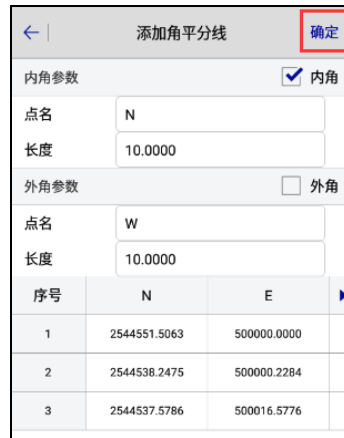 添加角平分线 确定
内角参数 内角
点名 N
长度 10.0000
外角参数 外角
点名 W
长度 10.0000
序号 N E
1 2544551.5063 500000.0000
2 2544538.2475 500000.2284
3 2544537.5786 500016.5776